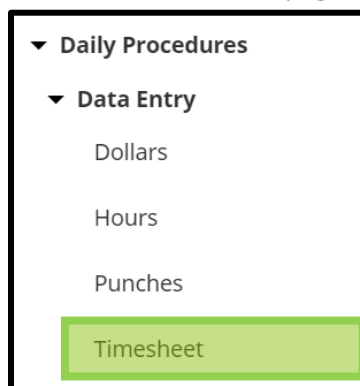 Daily Procedures
Data Entry
Dollars
Hours
Punches
Timesheet